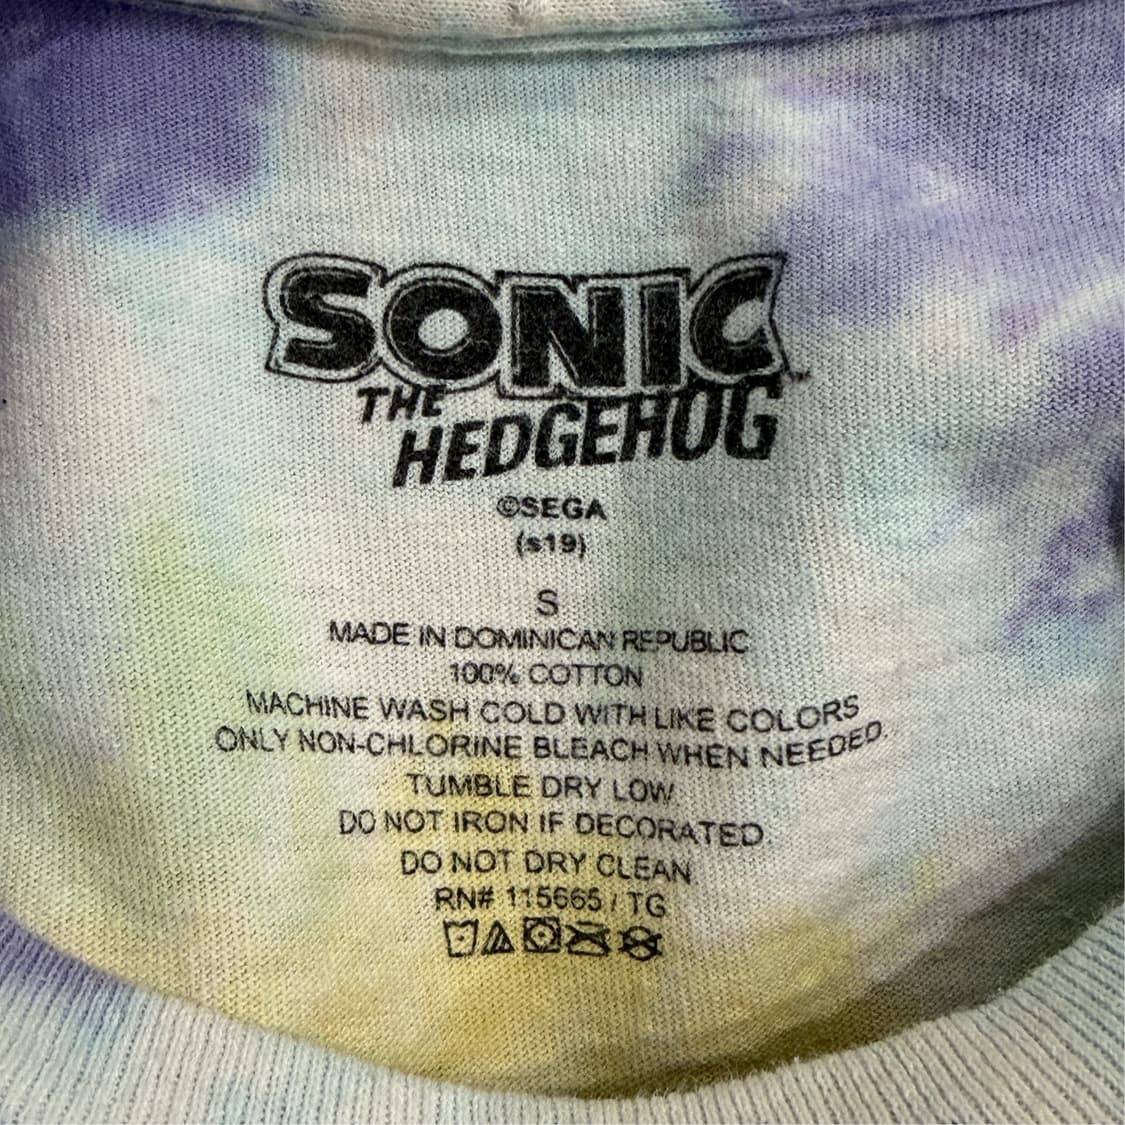 SONIC
THE
HEDGEHOG
™
©SEGA
(s19)
S
MADE IN DOMINICAN REPUBLIC
100% COTTON
MACHINE WASH COLD WITH LIKE COLORS
ONLY NON-CHLORINE BLEACH WHEN NEEDED.
TUMBLE DRY LOW
DO NOT IRON IF DECORATED.
DO NOT DRY CLEAN
RN# 115665 / TG